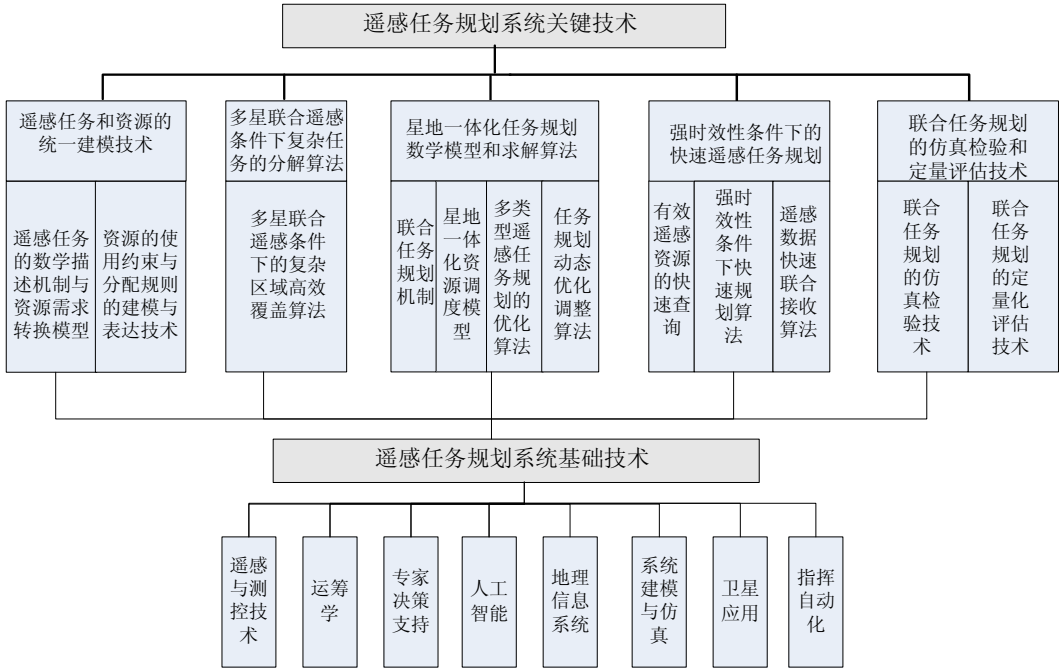 遥感任务规划系统关键技术
遥感任务和资源的
统一建模技术
遥感任务
的数学描
述机制与
资源需求
转换模型
资源的使
用约束与
分配规则
的建模与
表达技术
多星联合遥感
条件下复杂任
务的分解算法
多星联合
遥感条件
下的复杂
区域高效
覆盖算法
星地一体化任务规划
数学模型和求解算法
联合
任务
规划
机制
星地
一体
化资
源调
度模
型
多类
型遥
感任
务规
划的
优化
算法
任务
规划
动态
优化
调整
算法
强时效性条件下的
快速遥感任务规划
有效
遥感
资源
的快
速查
询
强时
效性
条件
下快
速规
划算
法
遥感
数据
快速
联合
接收
算法
联合任务规划
的仿真检验和
定量评估技术
联合
任务
规划
的仿
真检
验技
术
联合
任务
规划
的定
量化
评估
技术
遥感任务规划系统基础技术
遥感
与测
控技
术
运筹
学
专家
决策
支持
人工
智能
地理
信息
系统
系统
建模
与仿
真
卫星
应用
指挥
自动
化